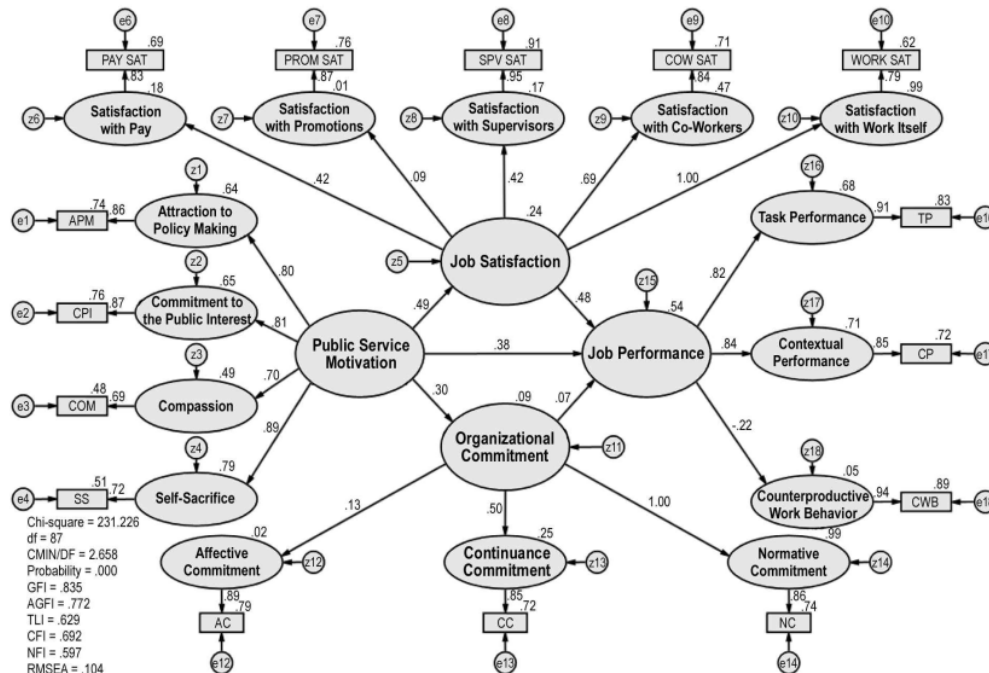 e6
e7
e8
e9
e10
.69
.76
.91
.71
.62
PAY SAT
PROM SAT
SPV SAT
COW SAT
WORK SAT
.83
.87
.95
.84
.79
.18
.01
.17
.47
.99
z6
Satisfaction
with Pay
z7
Satisfaction
with Promotions
z8
Satisfaction
with Supervisors
z9
Satisfaction
with Co-Workers
z10
Satisfaction
with Work Itself
.42
.09
.42
.69
1.00
z1
.64
e1
.74
APM
.86
Attraction to
Policy Making
z16
.68
Task Performance
.91
.83
TP
.24
z5
Job Satisfaction
.80
z2
.65
e2
.76
CPI
.87
Commitment to
the Public Interest
.81
.49
.48
z15
.54
.82
z17
.71
Public Service
Motivation
.38
Job Performance
.84
Contextual
Performance
.85
.72
CP
z3
.49
e3
.48
COM
.69
Compassion
.70
.30
.09
.07
Organizational
Commitment
z11
-.22
.89
z4
.79
e4
.51
SS
.72
Self-Sacrifice
z18
.05
Counterproductive
Work Behavior
.94
.89
CWB
.13
.50
1.00
.02
Affective
Commitment
z12
.25
Continuance
Commitment
z13
.99
Normative
Commitment
z14
.89
.79
AC
e12
.85
.72
CC
e13
.86
.74
NC
e14
Chi-square = 231.226
df = 87
CMIN/DF = 2.658
Probability = .000
GFI = .835
AGFI = .772
TLI = .629
CFI = .692
NFI = .597
RMSEA = .104